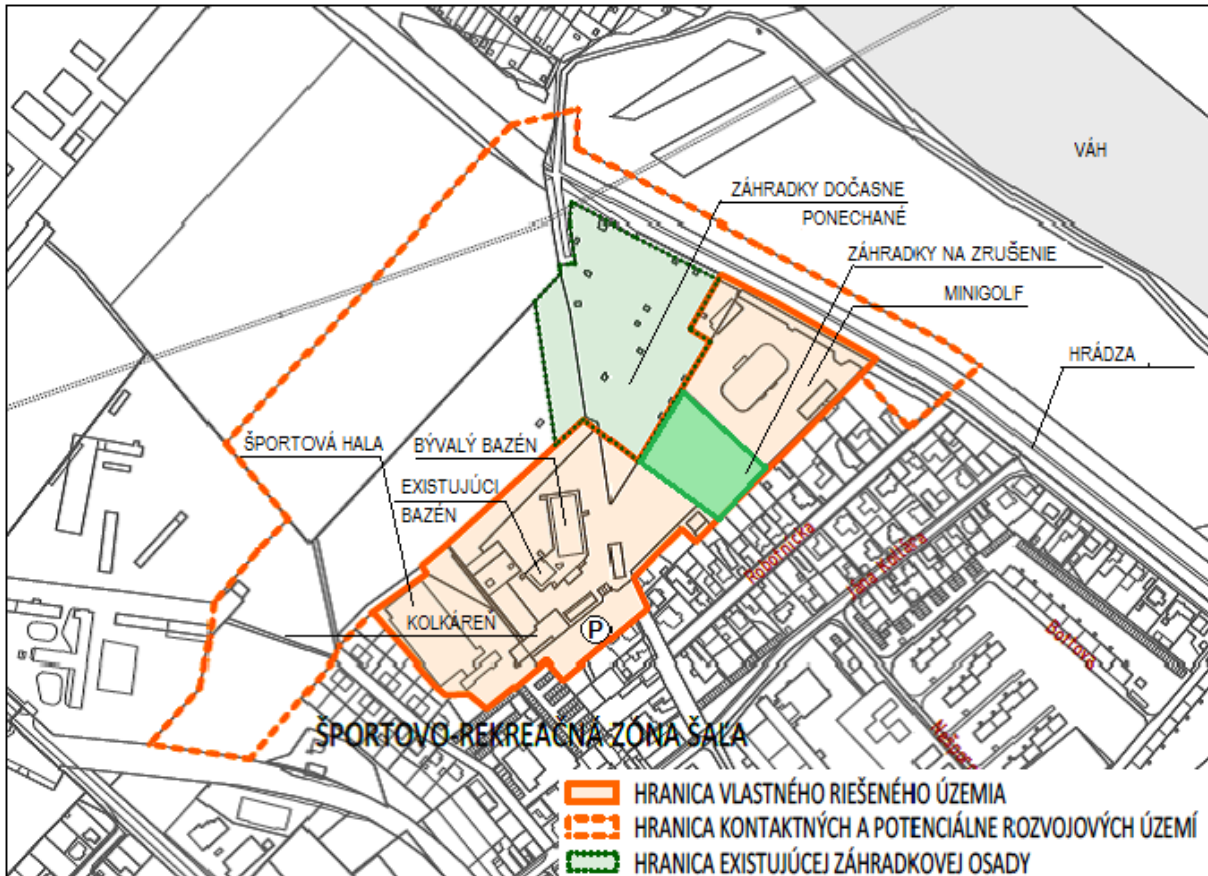 VÁH
ZÁHRADKY DOČASNE
PONECHANÉ
ZÁHRADKY NA ZRUŠENIE
MINIGOLF
HRÁDZA
ŠPORTOVÁ HALA
BÝVALÝ BAZÉN
EXISTUJÚCI
BAZÉN
KOLKÁREŇ
P
Robotnícka
Jána Kollára
Bottova
ŠPORTOVO-REKREAČNÁ ZÓNA ŠALA
HRANICA VLASTNÉHO RIEŠENÉHO ÚZEMIA
HRANICA KONTAKTNÝCH A POTENCIÁLNE ROZVOJOVÝCH ÚZEMÍ
HRANICA EXISTUJÚCEJ ZÁHRADKOVEJ OSADY